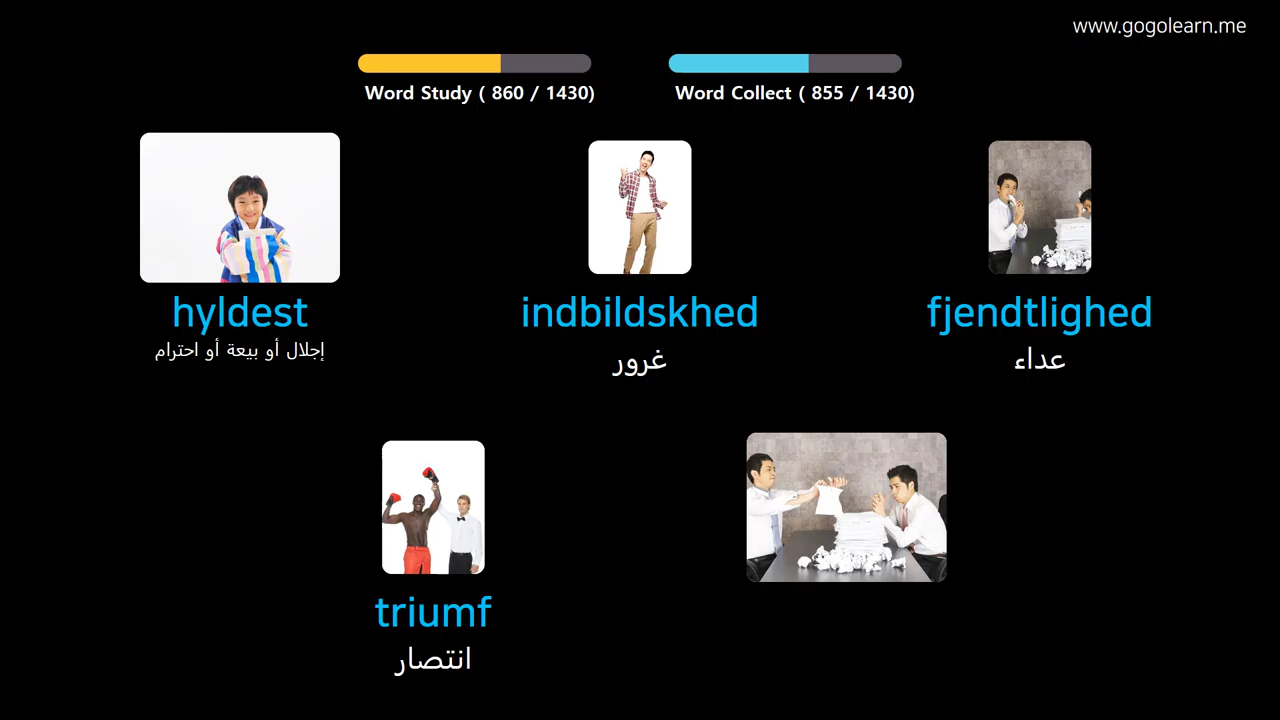 www.gogolearn.me
Word Study ( 860 / 1430)
Word Collect ( 855 / 1430)
hyldest
إجلال أو بيعة أو احترام
indbildskhed
غرور
fjendtlighed
عداء
triumf
انتصار